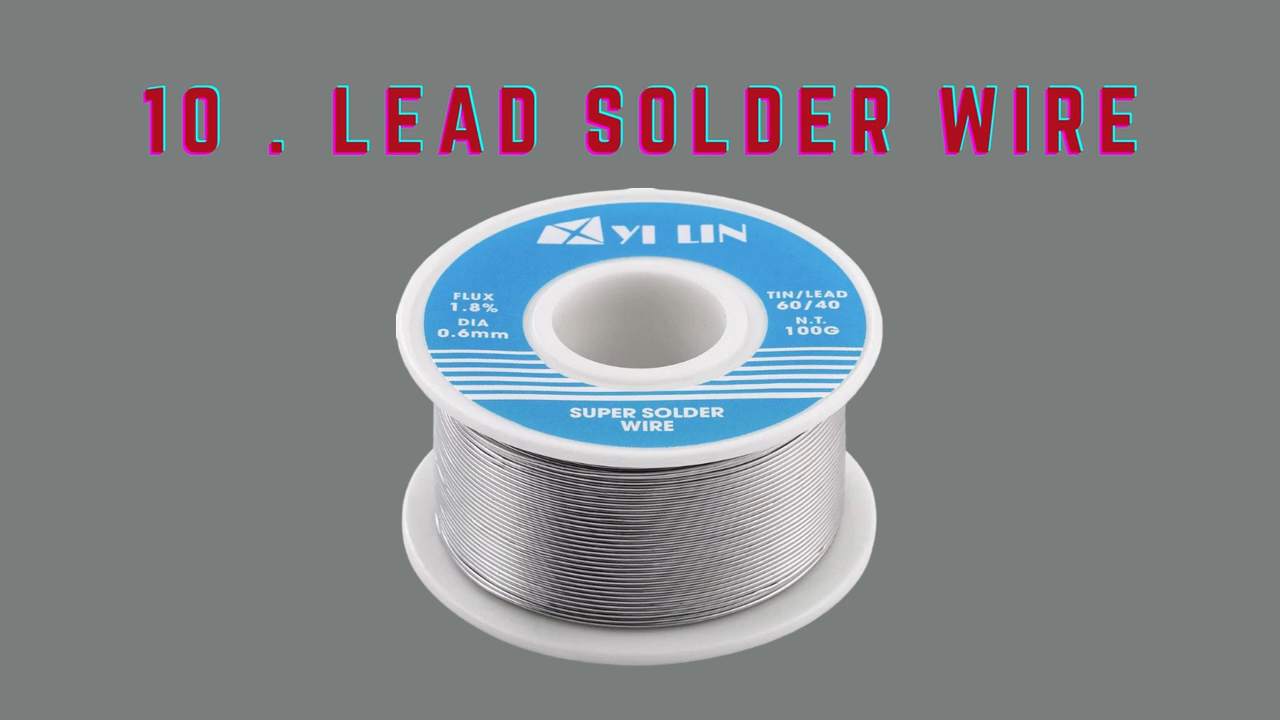 10 . LEAD SOLDER WIRE
YI LIN
FLUX
1.8%
DIA
0.6mm
TIN/LEAD
60/40
N.T.
100G
SUPER SOLDER
WIRE